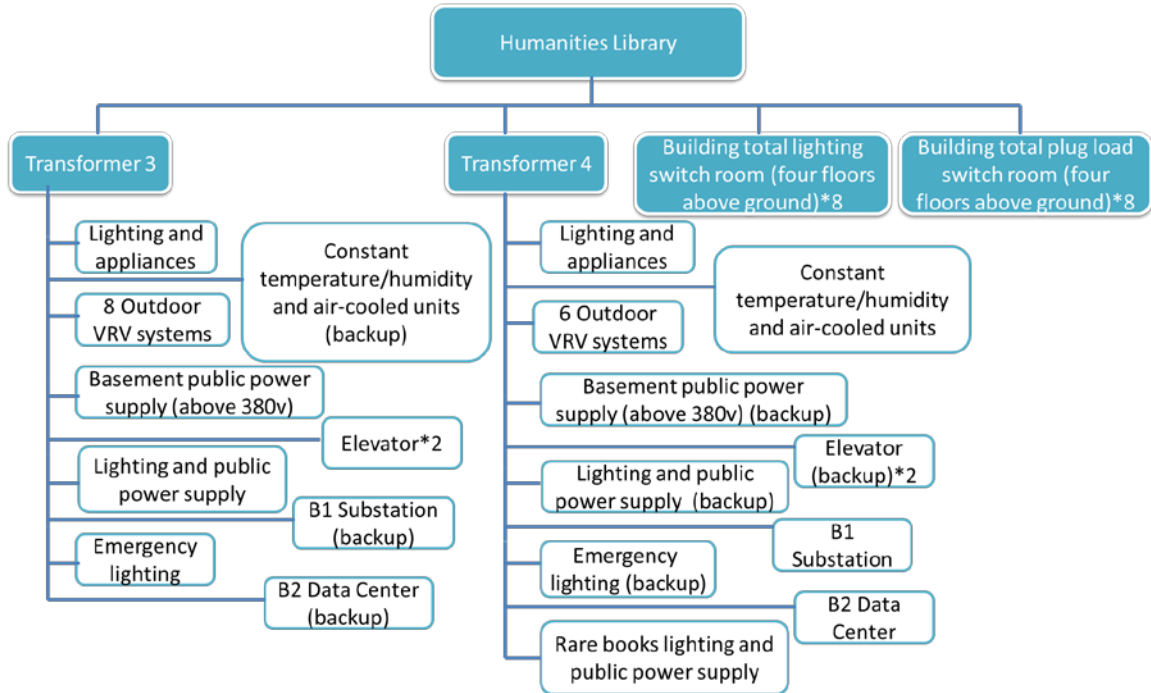 Humanities Library
Transformer 3
Transformer 4
Building total lighting
switch room (four floors
above ground)*8
Building total plug load
switch room (four
floors above ground)*8
Lighting and
appliances
Constant
temperature/humidity
and air-cooled units
(backup)
8 Outdoor
VRV systems
Basement public power
supply (above 380v)
Elevator*2
Lighting and public
power supply
B1 Substation
(backup)
Emergency
lighting
B2 Data Center
(backup)
Lighting and
appliances
Constant
temperature/humidity
and air-cooled units
6 Outdoor
VRV systems
Basement public power
supply (above 380v) (backup)
Elevator
(backup)*2
Lighting and public
power supply (backup)
B1
Substation
Emergency
lighting (backup)
B2 Data
Center
Rare books lighting and
public power supply